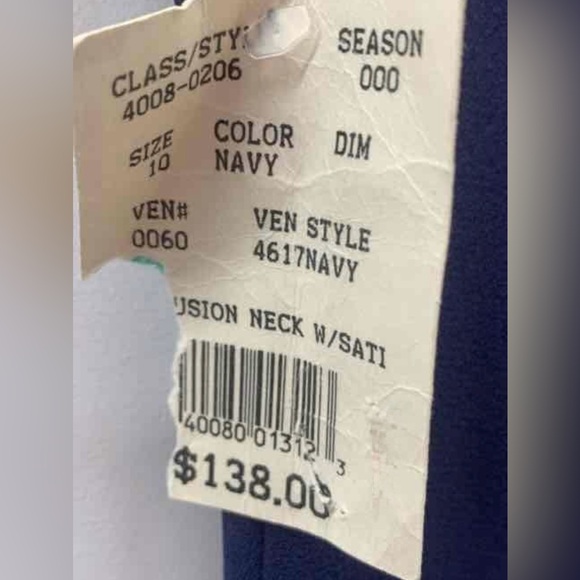 CLASS/STY SEASON
4008-0206 000
SIZE COLOR DIM
10 NAVY
VEN# VEN STYLE
0060 4617NAVY
USION NECK W/SATI
40080 01312 3
$138.00